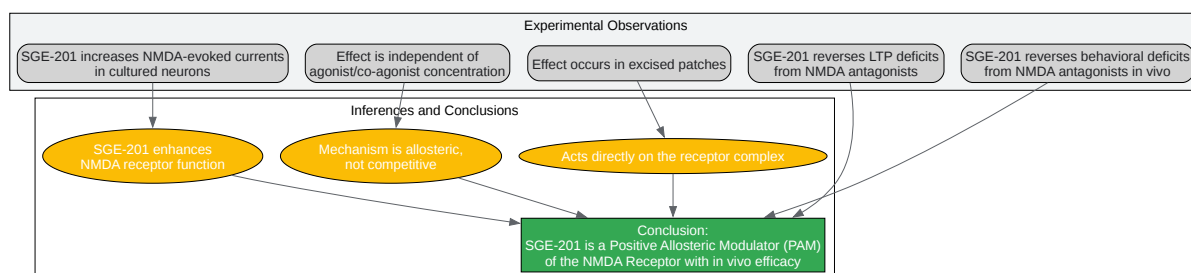 Experimental Observations
SGE-201 increases NMDA-evoked currents
in cultured neurons
Effect is independent of
agonist/co-agonist concentration
Effect occurs in excised patches
SGE-201 reverses LTP deficits
from NMDA antagonists
SGE-201 reverses behavioral deficits
from NMDA antagonists in vivo
Inferences and Conclusions
SGE-201 enhances
NMDA receptor function
Mechanism is allosteric,
not competitive
Acts directly on the receptor complex
Conclusion:
SGE-201 is a Positive Allosteric Modulator (PAM)
of the NMDA Receptor with in vivo efficacy